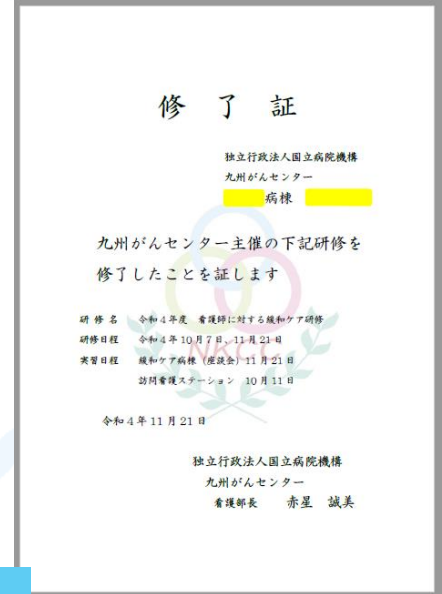 修 了 証
独立行政法人国立病院機構
九州がんセンター
病棟
九州がんセンター主催の下記研修を
修了したことを証します
研 修 名 令和4年度 看護師に対する緩和ケア研修
研修日程 令和4年10月7日、11月21日
実習日程 緩和ケア病棟（座談会）11月21日
訪問看護ステーション 10月11日
NKCC
令和4年11月21日
独立行政法人国立病院機構
九州がんセンター
看護部長 赤星 誠美